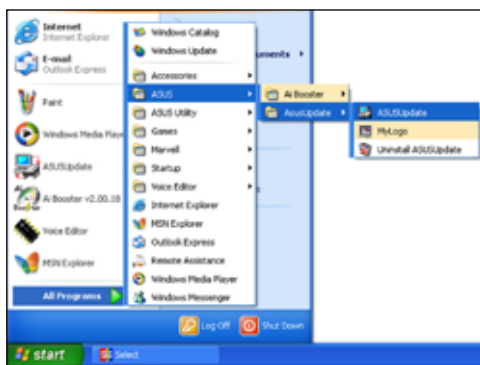 Internet
Internet Explorer
E-mail
Outlook Express
Paint
Windows Media Player
ASUSUpdate
Ai Booster v2.00.18
Voice Editor
MSN Explorer
All Programs
Windows Catalog
Windows Update
Accessories
ASUS
ASUS Utility
Games
Marvell
Startup
Voice Editor
Internet Explorer
MSN Explorer
Outlook Express
Remote Assistance
Windows Media Player
Windows Messenger
uments
Ai Booster
AsusUpdate
ASUSUpdate
MyLogo
Uninstall ASUSUpdate
Log Off
Shut Down
start
Select